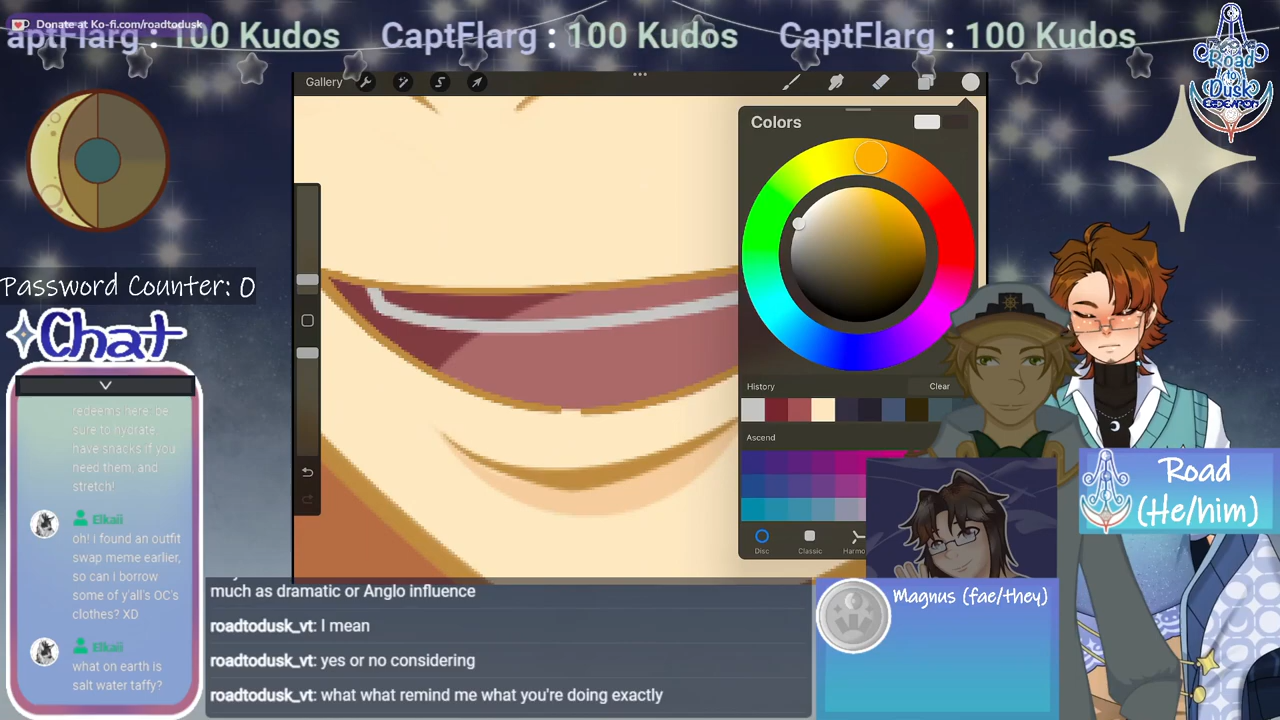 Donate at Ko-fi.com/roadtodusk
aptFlarg : 100 Kudos CaptFlarg : 100 Kudos CaptFlarg : 100 Kudos
Road
to
Dusk
Gallery
Colors
Password Counter: 0
Chat
redeems here, be
sure to hydrate,
have snacks if you
need them, and
stretch!
Elkaii
oh! i found an outfit
swap meme earlier,
so can i borrow
some of y'all's OC's
clothes? XD
Elkaii
what on earth is
salt water taffy?
History
Clear
Ascend
Disc
Classic
Harmo
Road
(He/him)
Magnus (fae/they)
much as dramatic or Anglo influence
roadtodusk_vt: I mean
roadtodusk_vt: yes or no considering
roadtodusk_vt: what what remind me what you're doing exactly